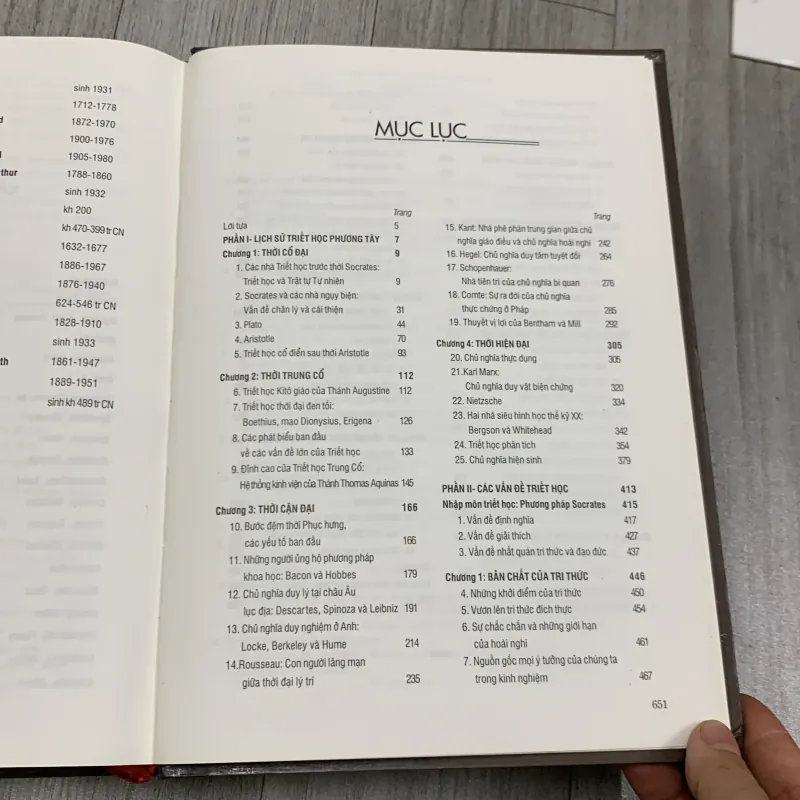 sinh 1931
1712-1778
1872-1970
1900-1976
1905-1980
thur 1788-1860
sinh 1932
kh 200
kh 470-399 tr CN
1632-1677
1886-1967
1876-1940
624-546 tr CN
1828-1910
sinh 1933
th 1861-1947
1889-1951
sinh kh 489 tr CN
MỤC LỤC
Trang
Lời tựa 5
PHẦN I- LỊCH SỬ TRIẾT HỌC PHƯƠNG TÂY 7
Chương 1: THỜI CỔ ĐẠI 9
1. Các nhà Triết học trước thời Socrates:
Triết học và Trật tự Tự nhiên 9
2. Socrates và các nhà ngụy biện:
Vấn đề chân lý và cải thiện 31
3. Plato 44
4. Aristotle 70
5. Triết học cổ điển sau thời Aristotle 93
Chương 2: THỜI TRUNG CỔ 112
6. Triết học Kitô giáo của Thánh Augustine 112
7. Triết học thời đại đen tối:
Boethius, mạo Dionysius, Erigena 126
8. Các phát biểu ban đầu
về các vấn đề lớn của Triết học 133
9. Đỉnh cao của Triết học Trung Cổ:
Hệ thống kinh viện của Thánh Thomas Aquinas 145
Chương 3: THỜI CẬN ĐẠI 166
10. Bước đệm thời Phục hưng,
các yếu tố ban đầu 166
11. Những người ủng hộ phương pháp
khoa học: Bacon và Hobbes 179
12. Chủ nghĩa duy lý tại châu Âu
lục địa: Descartes, Spinoza và Leibniz 191
13. Chủ nghĩa duy nghiệm ở Anh:
Locke, Berkeley và Hume 214
14.Rousseau: Con người lãng mạn
giữa thời đại lý trí 235
Trang
15. Kant: Nhà phê phán trung gian giữa chủ
nghĩa giáo điều và chủ nghĩa hoài nghi 242
16. Hegel: Chủ nghĩa duy tâm tuyệt đối 264
17. Schopenhauer:
Nhà tiên tri của chủ nghĩa bi quan 276
18. Comte: Sự ra đời của chủ nghĩa
thực chứng ở Pháp 285
19. Thuyết vị lợi của Bentham và Mill 292
Chương 4: THỜI HIỆN ĐẠI 305
20. Chủ nghĩa thực dụng 305
21.Karl Marx:
Chủ nghĩa duy vật biện chứng 320
22. Nietzsche 334
23. Hai nhà siêu hình học thế kỷ XX:
Bergson và Whitehead 342
24. Triết học phân tích 354
25. Chủ nghĩa hiện sinh 379
PHẦN II- CÁC VẤN ĐỀ TRIẾT HỌC 413
Nhập môn triết học: Phương pháp Socrates 415
1. Vấn đề định nghĩa 417
2. Vấn đề giải thích 427
3. Vấn đề nhất quán tri thức và đạo đức 437
Chương 1: BẢN CHẤT CỦA TRI THỨC 446
4. Những khởi điểm của tri thức 450
5. Vươn lên tri thức đích thực 454
6. Sự chắc chắn và những giới hạn
của hoài nghi 461
7. Nguồn gốc mọi ý tưởng của chúng ta
trong kinh nghiệm 467
651